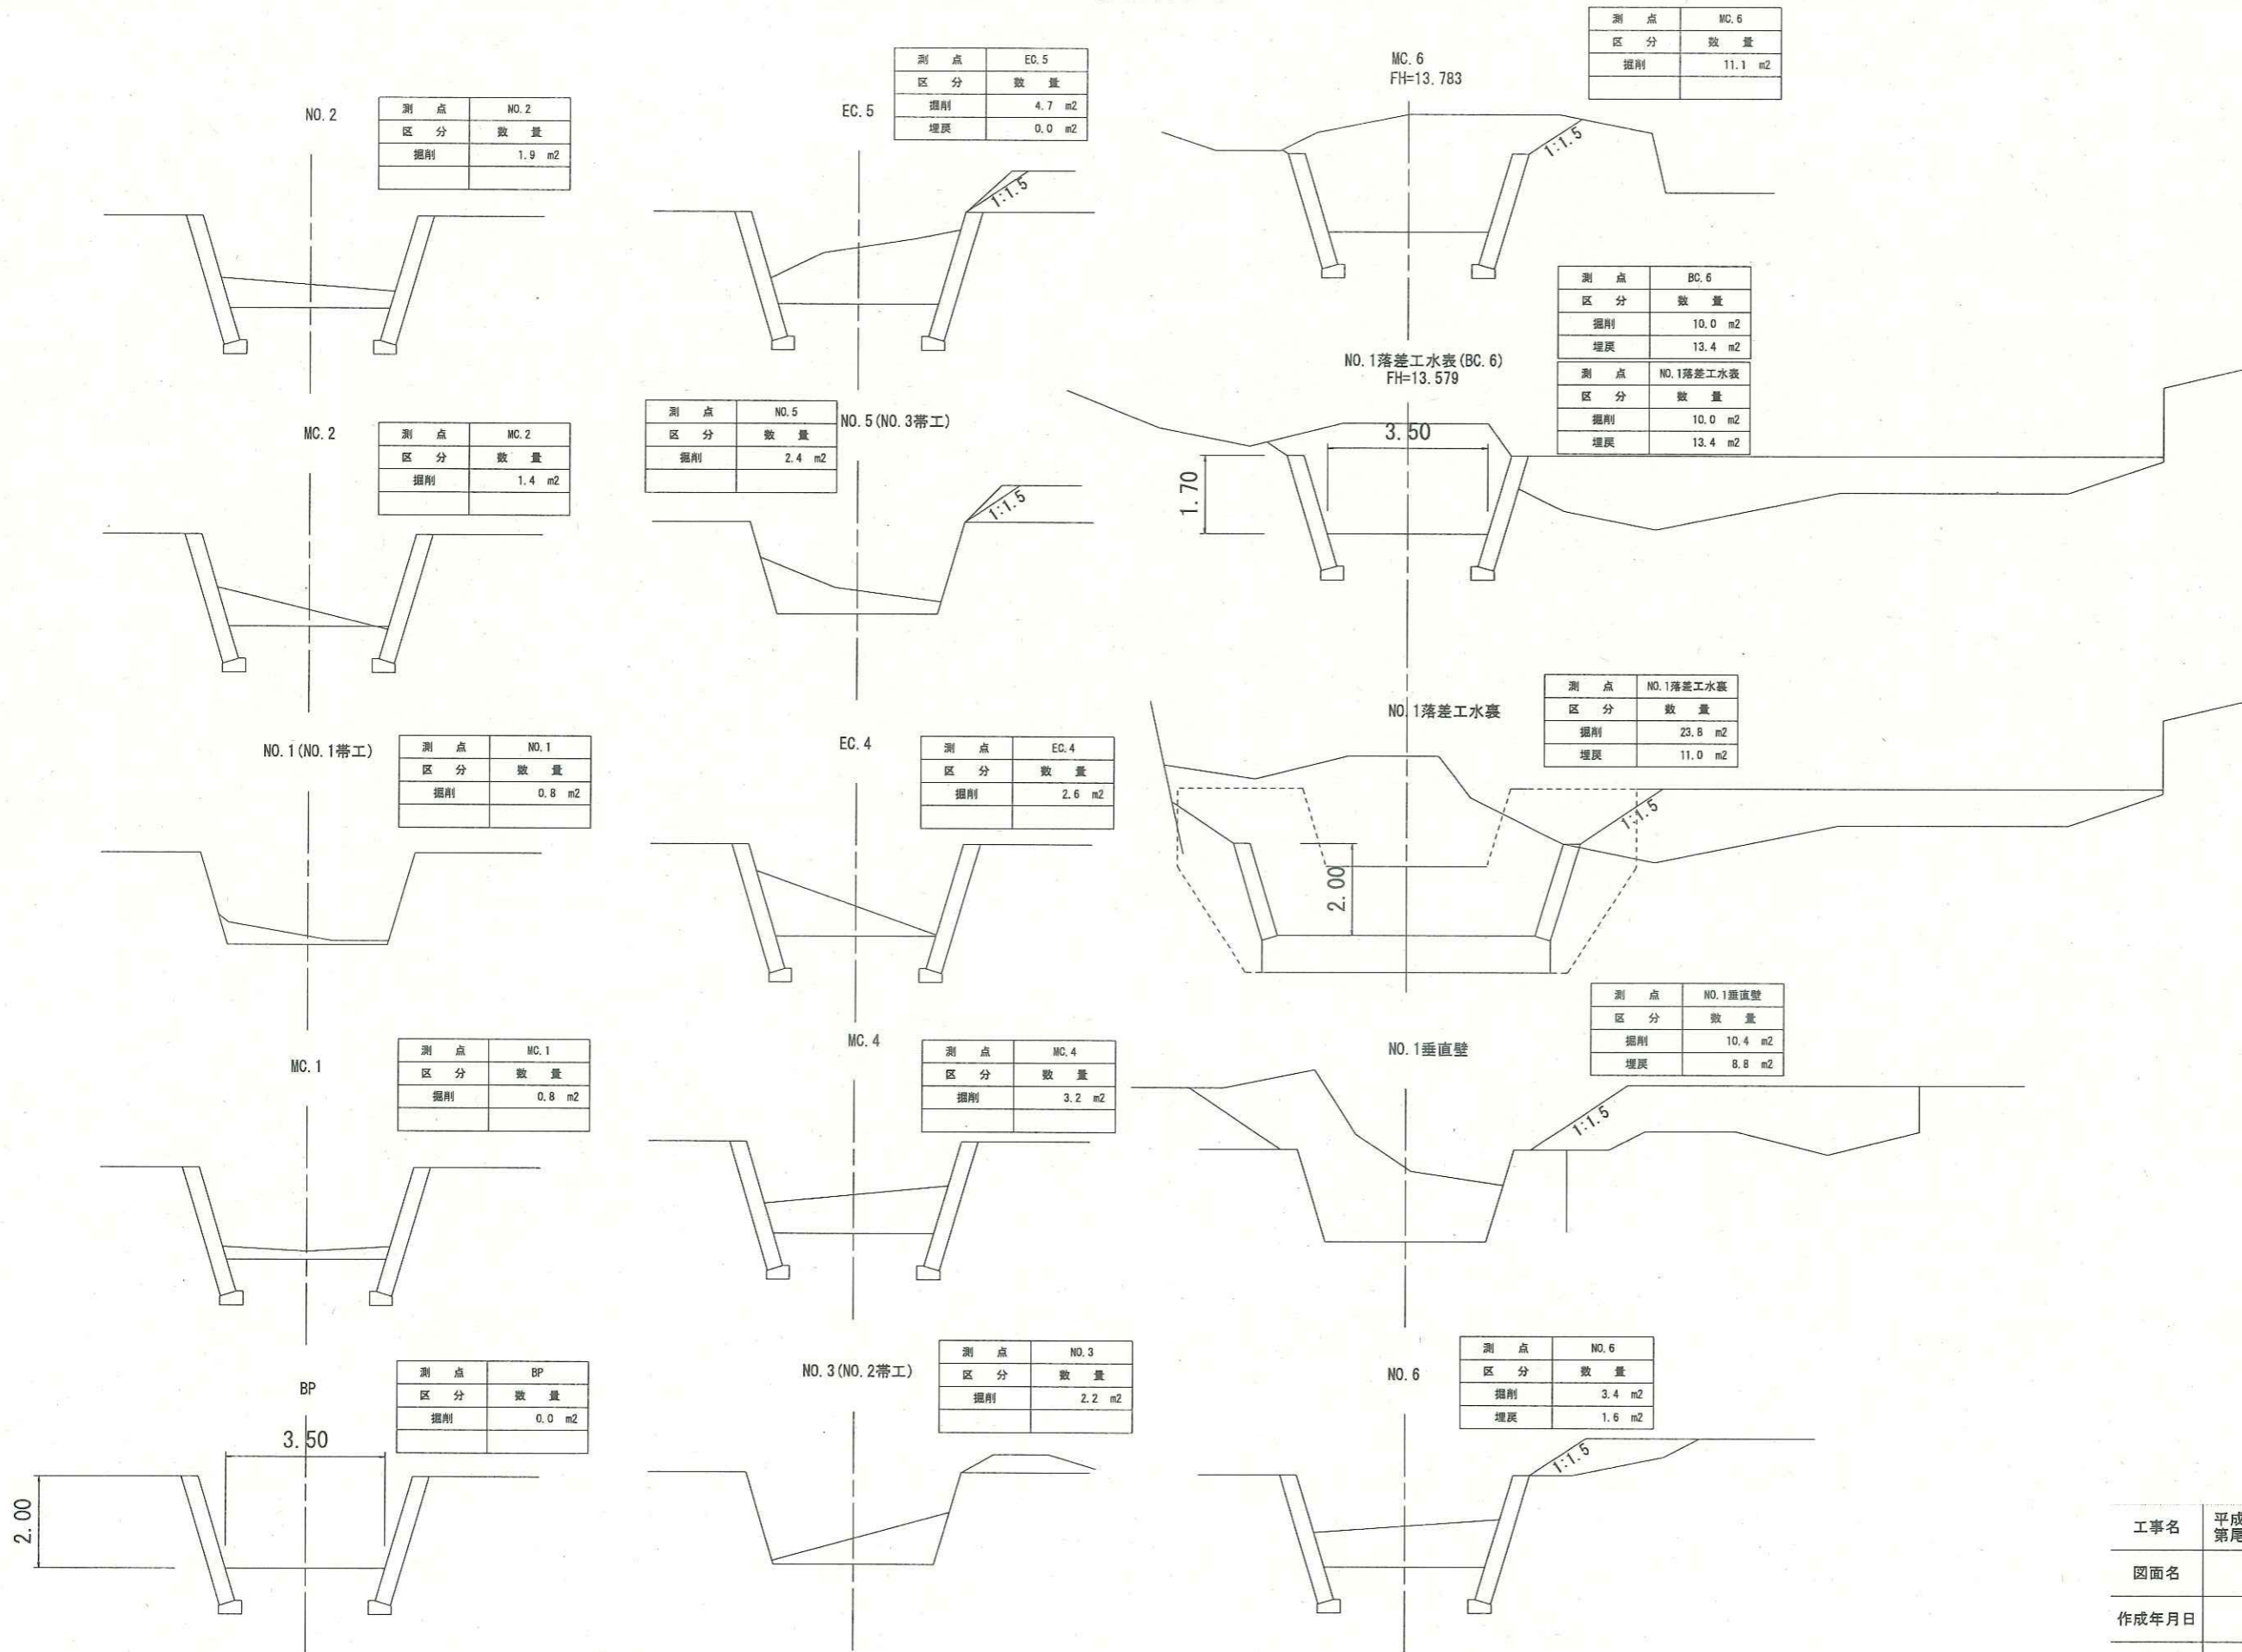 NO.2
測 点 NO.2
区 分 数 量
掘削 1.9 m2
MC.2
測 点 MC.2
区 分 数 量
掘削 1.4 m2
NO.1(NO.1帯工)
測 点 NO.1
区 分 数 量
掘削 0.8 m2
MC.1
測 点 MC.1
区 分 数 量
掘削 0.8 m2
BP
測 点 BP
区 分 数 量
掘削 0.0 m2
3.50
2.00
EC.5
測 点 EC.5
区 分 数 量
掘削 4.7 m2
埋戻 0.0 m2
1:1.5
NO.5(NO.3帯工)
測 点 NO.5
区 分 数 量
掘削 2.4 m2
1:1.5
EC.4
測 点 EC.4
区 分 数 量
掘削 2.6 m2
MC.4
測 点 MC.4
区 分 数 量
掘削 3.2 m2
NO.3(NO.2帯工)
測 点 NO.3
区 分 数 量
掘削 2.2 m2
MC.6
FH=13.783
測 点 MC.6
区 分 数 量
掘削 11.1 m2
1:1.5
NO.1落差工水表(BC.6)
FH=13.579
測 点 BC.6
区 分 数 量
掘削 10.0 m2
埋戻 13.4 m2
測 点 NO.1落差工水表
区 分 数 量
掘削 10.0 m2
埋戻 13.4 m2
3.50
1.70
NO.1落差工水裏
測 点 NO.1落差工水裏
区 分 数 量
掘削 23.8 m2
埋戻 11.0 m2
1:1.5
2.00
NO.1垂直壁
測 点 NO.1垂直壁
区 分 数 量
掘削 10.4 m2
埋戻 8.8 m2
1:1.5
NO.6
測 点 NO.6
区 分 数 量
掘削 3.4 m2
埋戻 1.6 m2
1:1.5
工事名 平成
第尾
図面名
作成年月日